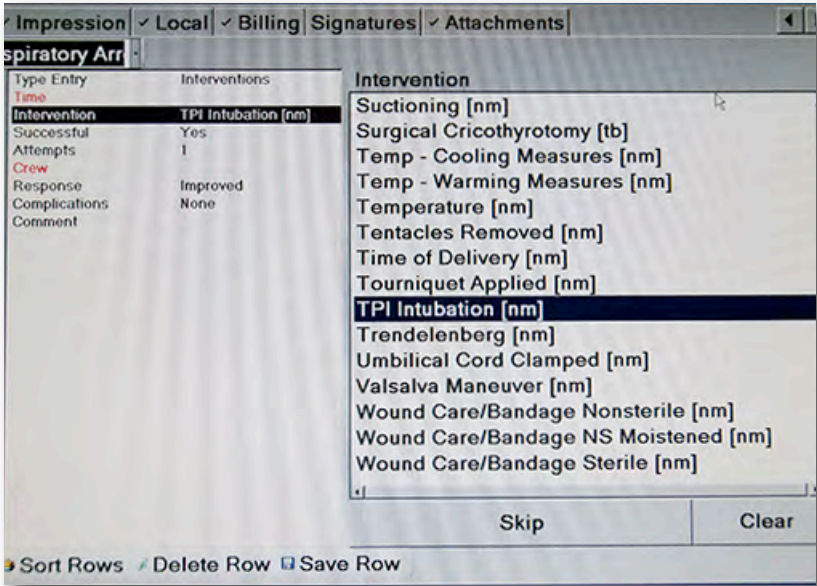 Impression ✓ Local ✓ Billing Signatures ✓ Attachments
spiratory Arr
Type Entry Interventions
Time
Intervention TPI Intubation [nm]
Successful Yes
Attempts 1
Crew
Response Improved
Complications None
Comment
Intervention
Suctioning [nm]
Surgical Cricothyrotomy [tb]
Temp - Cooling Measures [nm]
Temp - Warming Measures [nm]
Temperature [nm]
Tentacles Removed [nm]
Time of Delivery [nm]
Tourniquet Applied [nm]
TPI Intubation [nm]
Trendelenberg [nm]
Umbilical Cord Clamped [nm]
Valsalva Maneuver [nm]
Wound Care/Bandage Nonsterile [nm]
Wound Care/Bandage NS Moistened [nm]
Wound Care/Bandage Sterile [nm]
Skip Clear
Sort Rows Delete Row Save Row